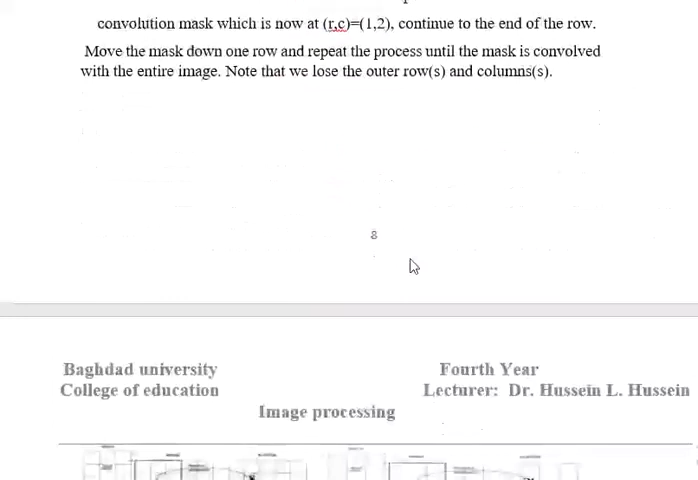 convolution mask which is now at (r,c)=(1,2), continue to the end of the row.
Move the mask down one row and repeat the process until the mask is convolved
with the entire image. Note that we lose the outer row(s) and columns(s).
8
Baghdad university
Fourth Year
College of education
Lecturer: Dr. Hussein L. Hussein
Image processing